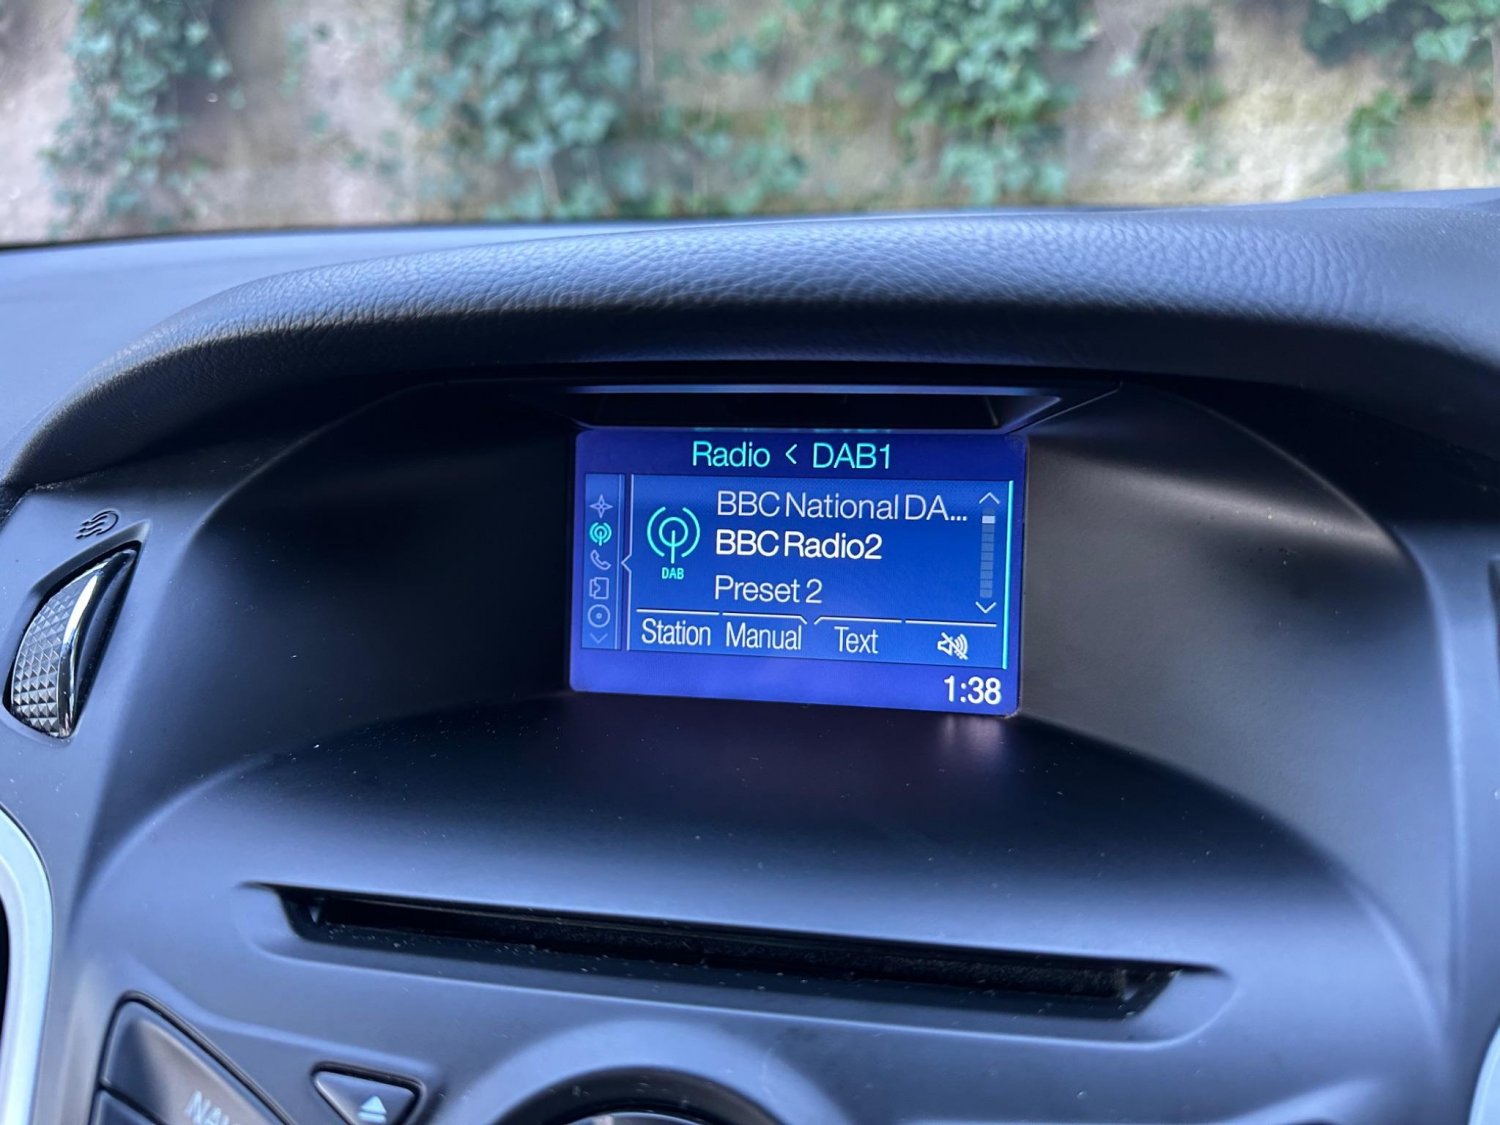 Radio < DAB1
BBC National DA...
BBC Radio2
DAB
Preset 2
Station Manual Text
1:38